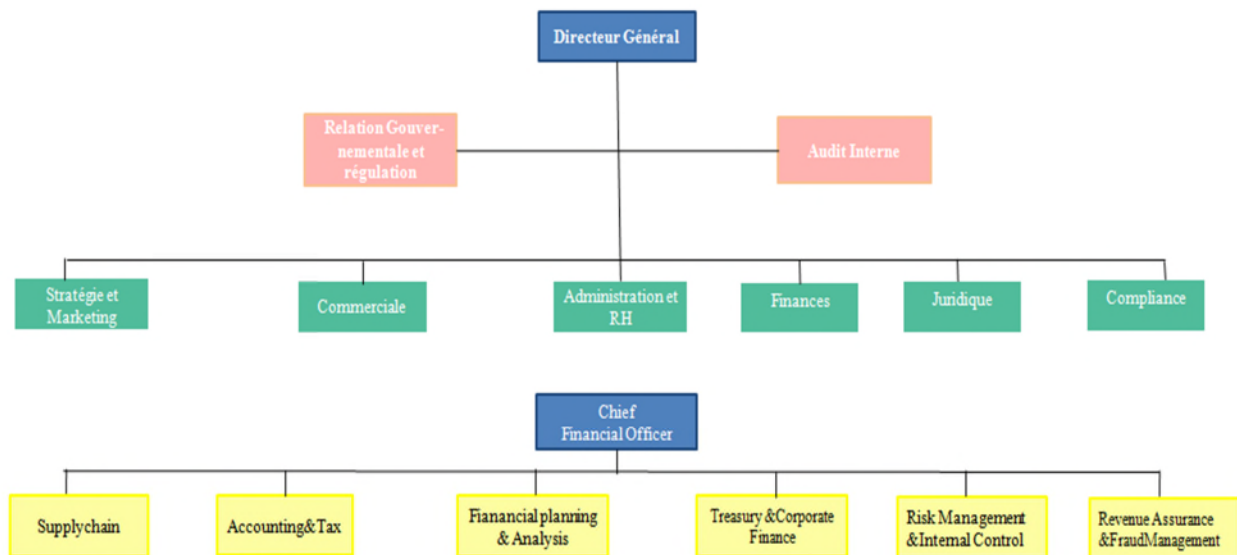 Directeur Général
Relation Gouver-
nementale et
régulation
Audit Interne
Stratégie et
Marketing
Commerciale
Administration et
RH
Finances
Juridique
Compliance
Chief
Financial Officer
Supplychain
Accounting&Tax
Fianancial planning
& Analysis
Treasury &Corporate
Finance
Risk Management
&Internal Control
Revenue Assurance
&FraudManagement